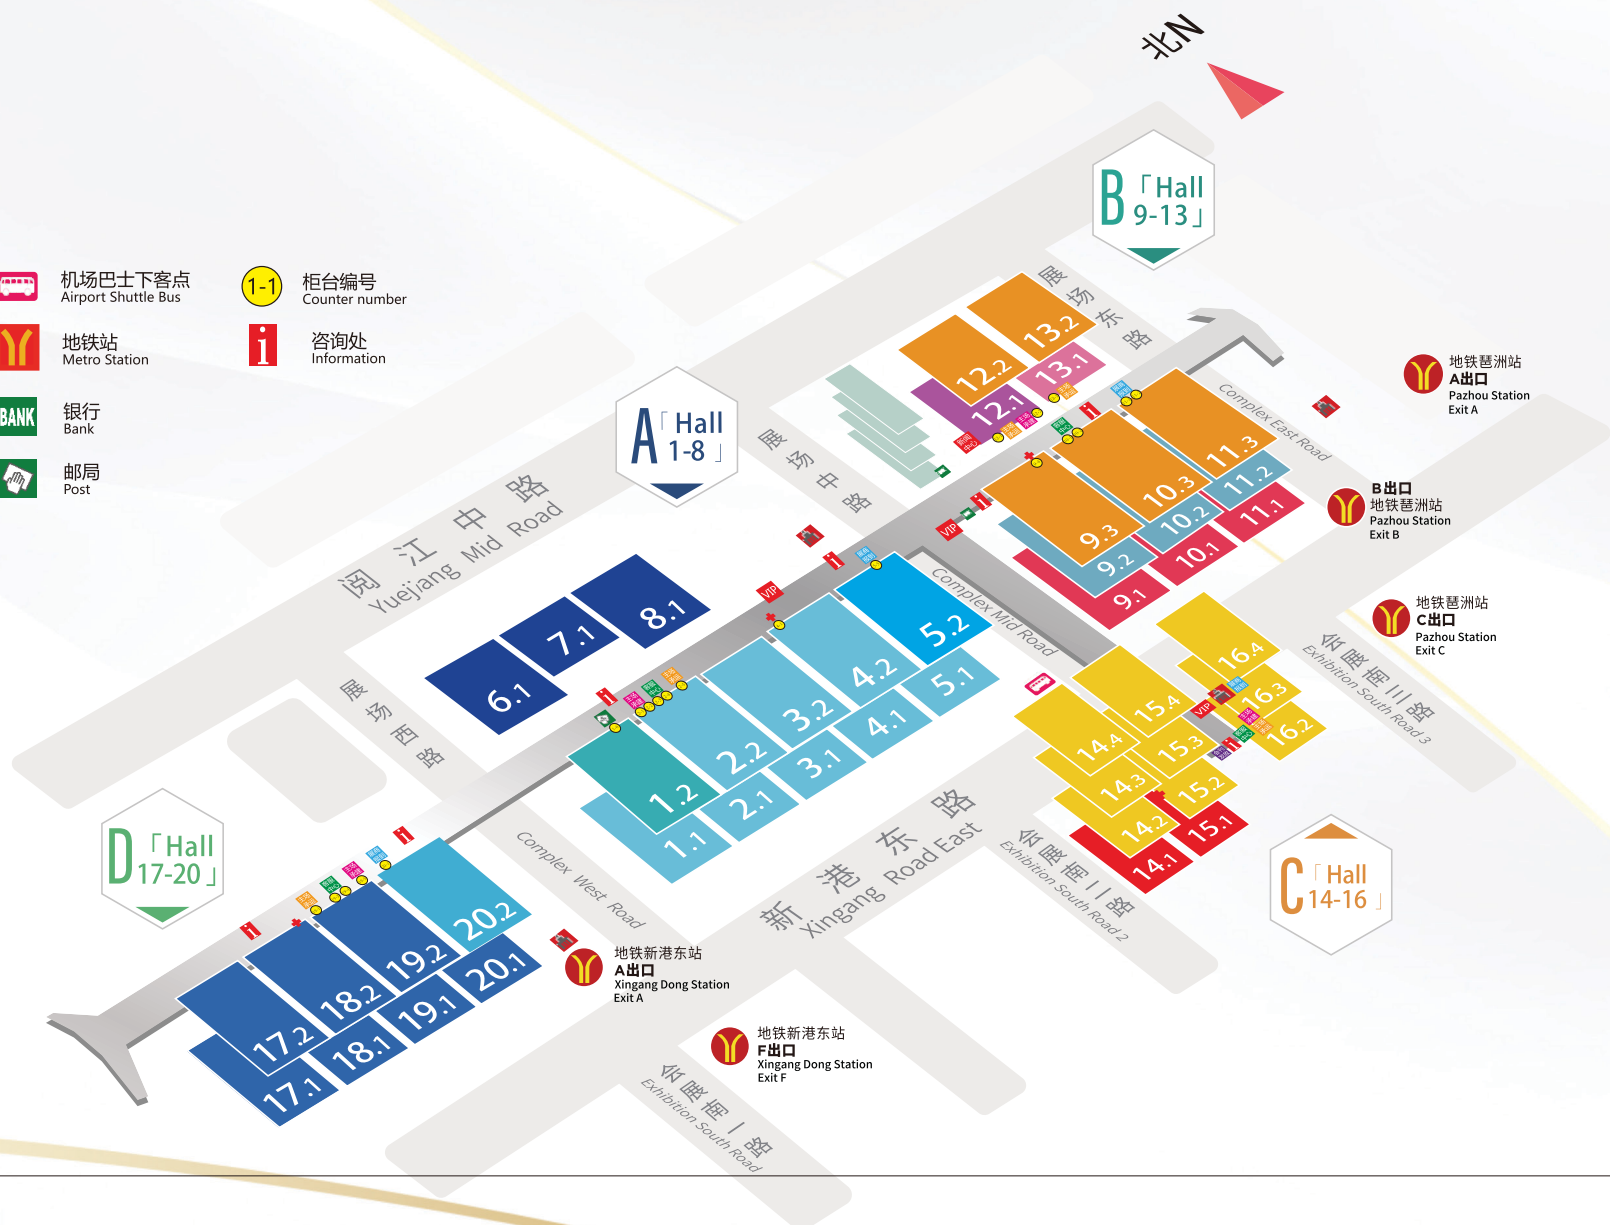 北N
B「Hall
9-13」
机场巴士下客点
Airport Shuttle Bus
1-1
柜台编号
Counter number
地铁站
Metro Station
i
咨询处
Information
BANK
银行
Bank
邮局
Post
A「Hall
1-8」
阅江中路
Yuejiang Mid Road
展场东路
展场中路
展场西路
Complex East Road
Complex Mid Road
Complex West Road
13.2
12.2
13.1
12.1
11.3
10.3
9.3
11.2
10.2
9.2
11.1
10.1
9.1
地铁琶洲站
A出口
Pazhou Station
Exit A
B出口
地铁琶洲站
Pazhou Station
Exit B
地铁琶洲站
C出口
Pazhou Station
Exit C
VIP
VIP
8.1
7.1
6.1
5.2
4.2
3.2
2.2
1.2
5.1
4.1
3.1
2.1
1.1
16.4
16.3
16.2
15.4
15.3
15.2
15.1
14.4
14.3
14.2
14.1
VIP
会展南三路
Exhibition South Road 3
会展南二路
Exhibition South Road 2
新港东路
Xingang Road East
C「Hall
14-16」
D「Hall
17-20」
20.2
19.2
18.2
17.2
20.1
19.1
18.1
17.1
地铁新港东站
A出口
Xingang Dong Station
Exit A
地铁新港东站
F出口
Xingang Dong Station
Exit F
会展南一路
Exhibition South Road